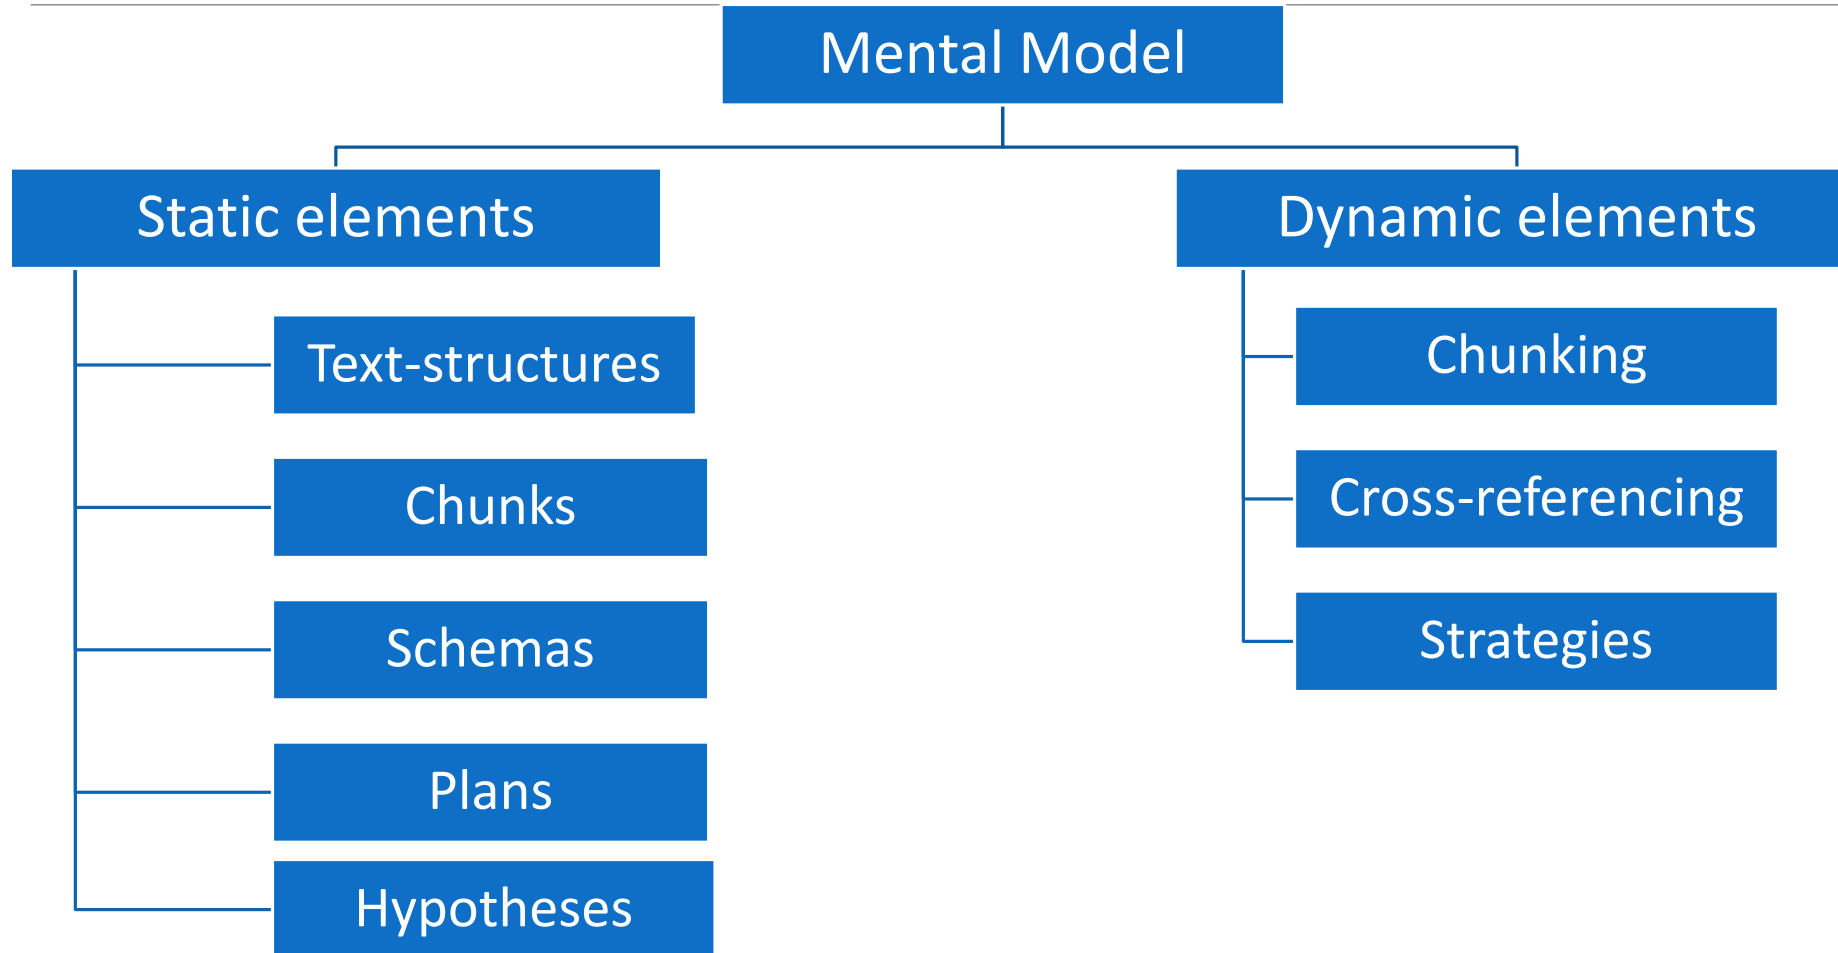 Mental Model
Static elements
Text-structures
Chunks
Schemas
Plans
Hypotheses
Dynamic elements
Chunking
Cross-referencing
Strategies